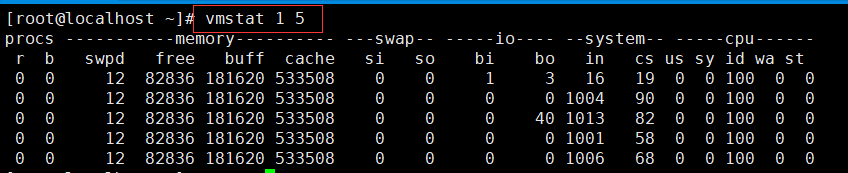 [root@localhost ~]# vmstat 1 5
procs -----------memory---------- ---swap-- -----io---- --system-- -----cpu------
 r  b   swpd   free   buff  cache   si   so    bi    bo   in   cs us sy id wa st
 0  0     12  82836 181620 533508    0    0     1     3   16   19  0  0 100  0  0
 0  0     12  82836 181620 533508    0    0     0     0 1004   90  0  0 100  0  0
 0  0     12  82836 181620 533508    0    0     0    40 1013   82  0  0 100  0  0
 0  0     12  82836 181620 533508    0    0     0     0 1001   58  0  0 100  0  0
 0  0     12  82836 181620 533508    0    0     0     0 1006   68  0  0 100  0  0